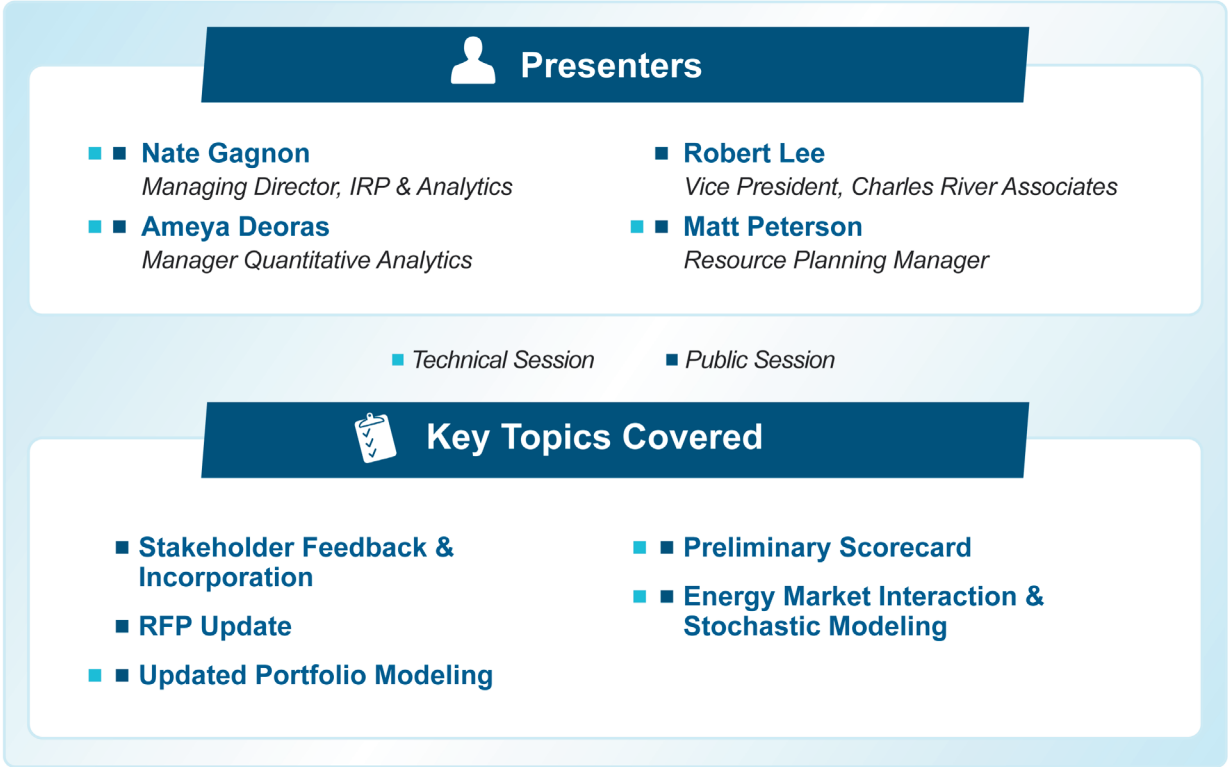 Presenters
Nate Gagnon
Managing Director, IRP & Analytics
Ameya Deoras
Manager Quantitative Analytics
Robert Lee
Vice President, Charles River Associates
Matt Peterson
Resource Planning Manager
Technical Session
Public Session
Key Topics Covered
Stakeholder Feedback &
Incorporation
RFP Update
Updated Portfolio Modeling
Preliminary Scorecard
Energy Market Interaction &
Stochastic Modeling